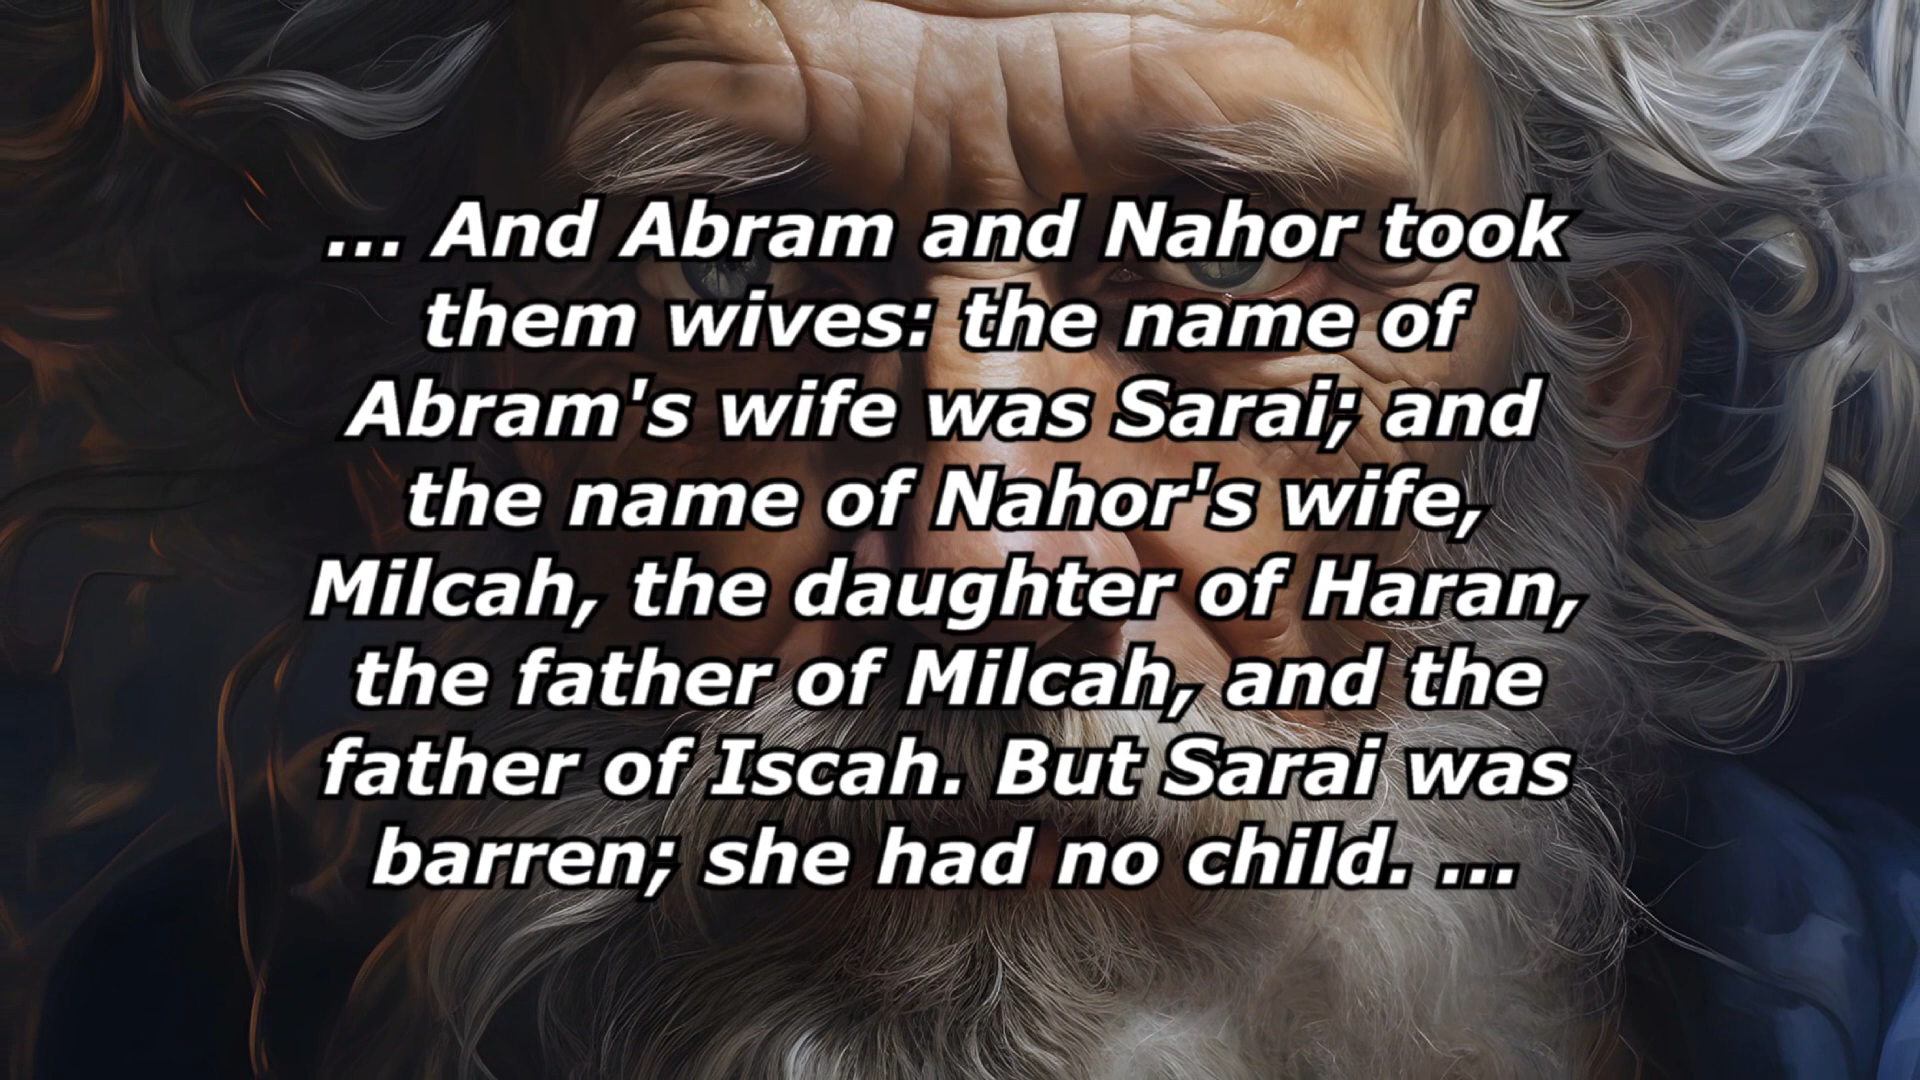 ... And Abram and Nahor took
them wives: the name of
Abram's wife was Sarai; and
the name of Nahor's wife,
Milcah, the daughter of Haran,
the father of Milcah, and the
father of Iscah. But Sarai was
barren; she had no child. ...